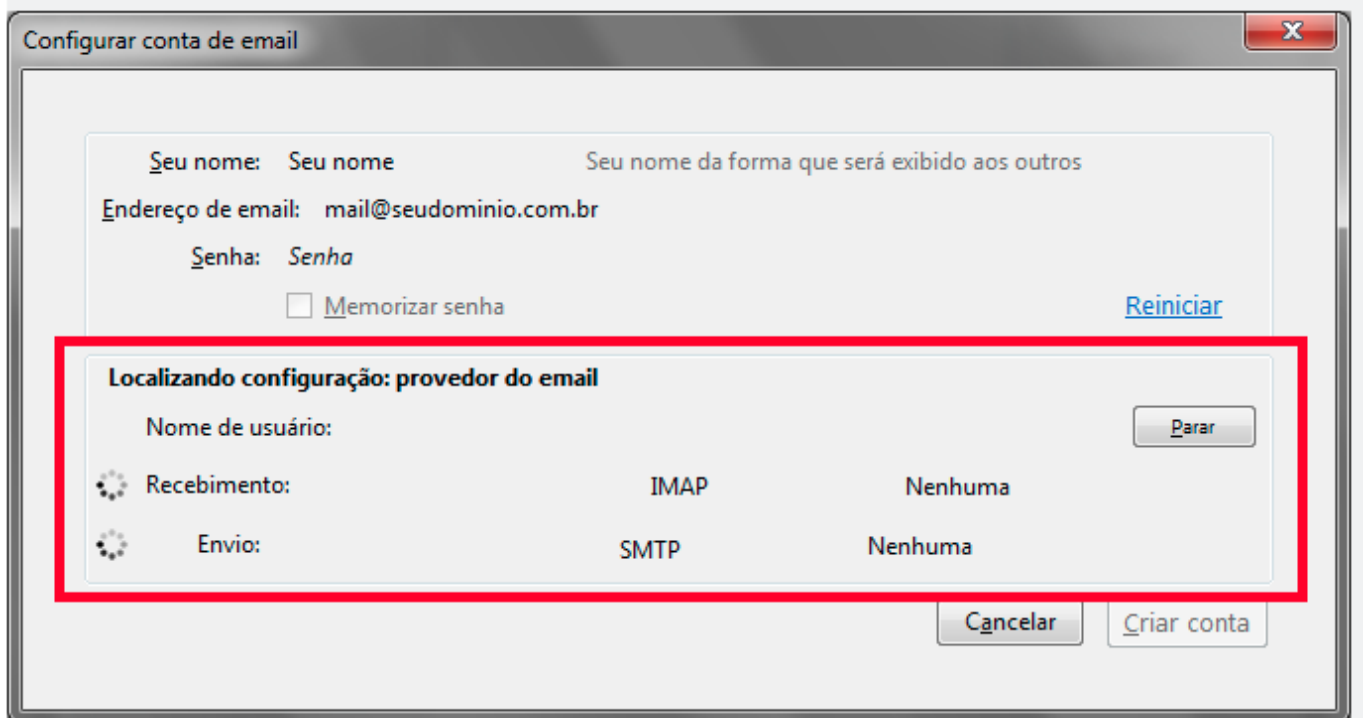 Configurar conta de email
x
Seu nome: Seu nome Seu nome da forma que será exibido aos outros
Endereço de email: mail@seudominio.com.br
Senha: Senha
Memorizar senha Reiniciar
Localizando configuração: provedor do email
Nome de usuário: Parar
Recebimento: IMAP Nenhuma
Envio: SMTP Nenhuma
Cancelar Criar conta